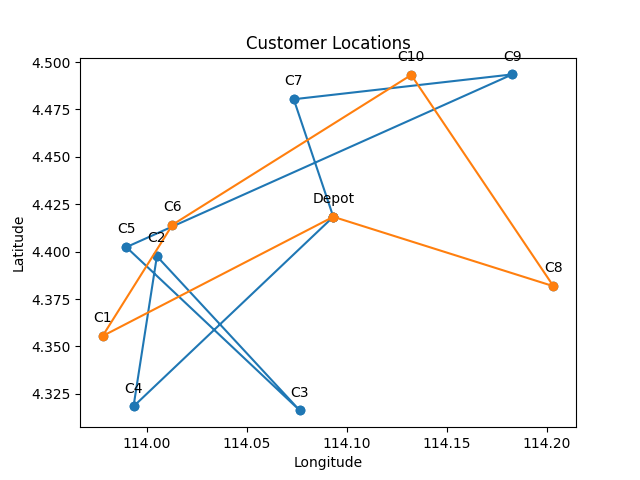 Customer Locations
C10
C9
C7
Depot
C6
C5
C2
C8
C1
C4
C3
4.500
4.475
4.450
4.425
4.400
4.375
4.350
4.325
Latitude
114.00 114.05 114.10 114.15 114.20
Longitude